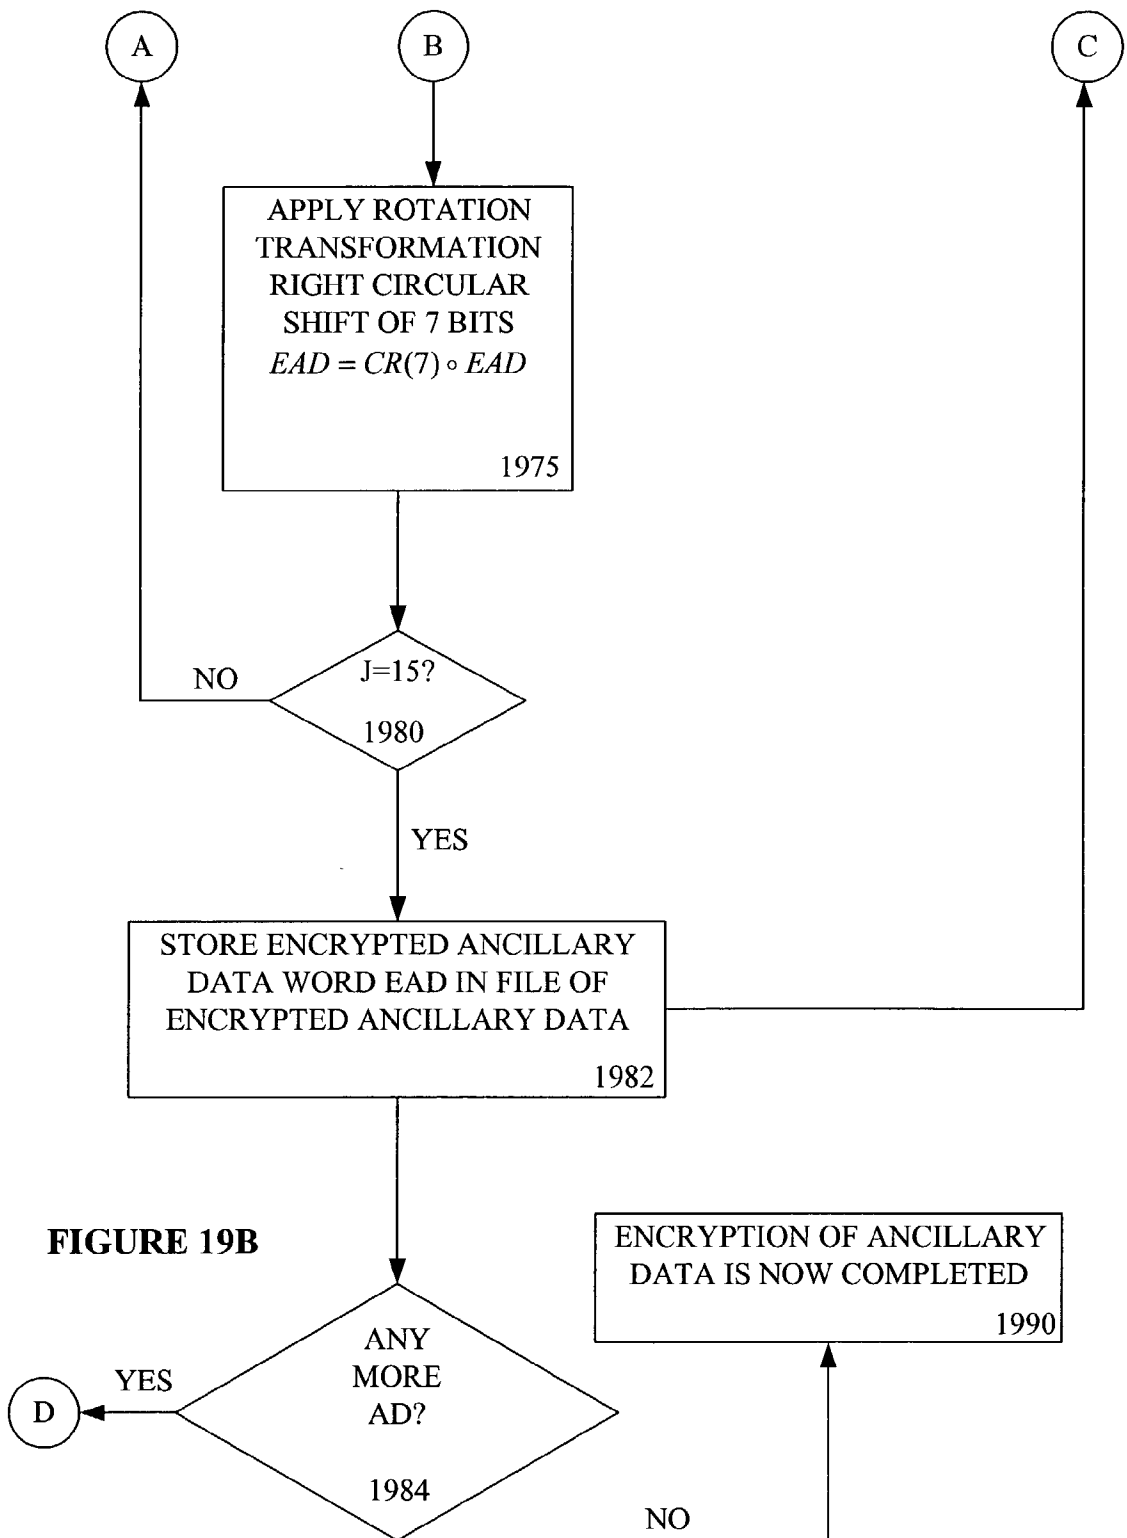 A
B
C
APPLY ROTATION
TRANSFORMATION
RIGHT CIRCULAR
SHIFT OF 7 BITS
EAD = CR(7) ∘ EAD
1975
J=15?
NO
1980
YES
STORE ENCRYPTED ANCILLARY
DATA WORD EAD IN FILE OF
ENCRYPTED ANCILLARY DATA
1982
FIGURE 19B
ENCRYPTION OF ANCILLARY
DATA IS NOW COMPLETED
1990
ANY
MORE
AD?
YES
D
1984
NO